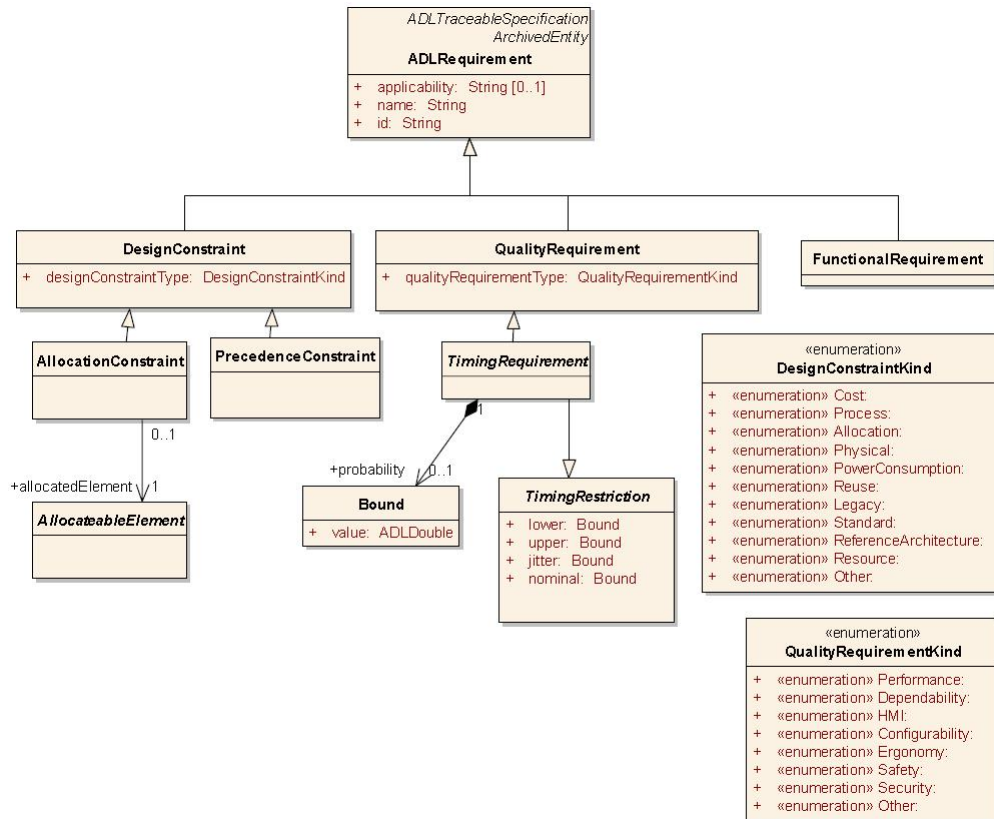 ADLTraceableSpecification
ArchivedEntity
ADLRequirement
+ applicability: String [0..1]
+ name: String
+ id: String
DesignConstraint
+ designConstraintType: DesignConstraintKind
QualityRequirement
+ qualityRequirementType: QualityRequirementKind
FunctionalRequirement
AllocationConstraint
PrecedenceConstraint
TimingRequirement
«enumeration»
DesignConstraintKind
+ «enumeration» Cost:
+ «enumeration» Process:
+ «enumeration» Allocation:
+ «enumeration» Physical:
+ «enumeration» PowerConsumption:
+ «enumeration» Reuse:
+ «enumeration» Legacy:
+ «enumeration» Standard:
+ «enumeration» ReferenceArchitecture:
+ «enumeration» Resource:
+ «enumeration» Other:
0..1
+allocatedElement 1
AllocateableElement
1
+probability 0..1
Bound
+ value: ADLDouble
TimingRestriction
+ lower: Bound
+ upper: Bound
+ jitter: Bound
+ nominal: Bound
«enumeration»
QualityRequirementKind
+ «enumeration» Performance:
+ «enumeration» Dependability:
+ «enumeration» HMI:
+ «enumeration» Configurability:
+ «enumeration» Ergonomy:
+ «enumeration» Safety:
+ «enumeration» Security:
+ «enumeration» Other: